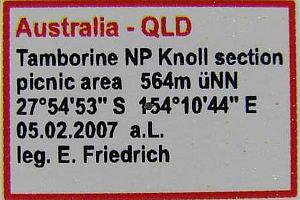 Australia - QLD
Tamborine NP Knoll section
picnic area 564m üNN
27°54'53" S 154°10'44" E
05.02.2007 a.L.
leg. E. Friedrich